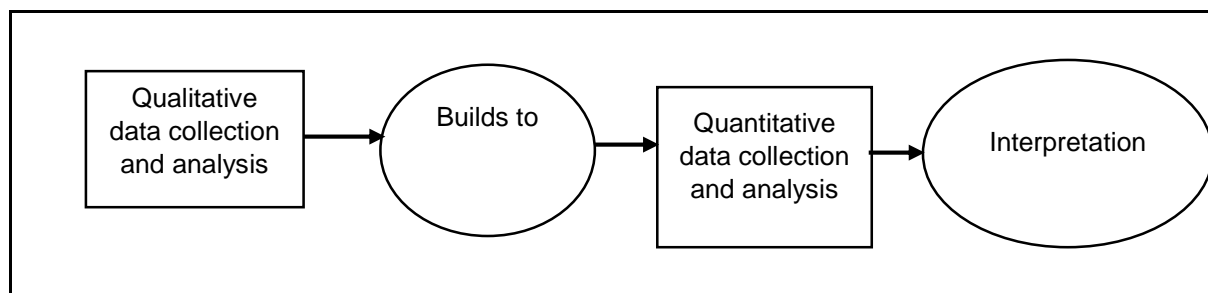 Qualitative
data collection
and analysis
Builds to
Quantitative
data collection
and analysis
Interpretation